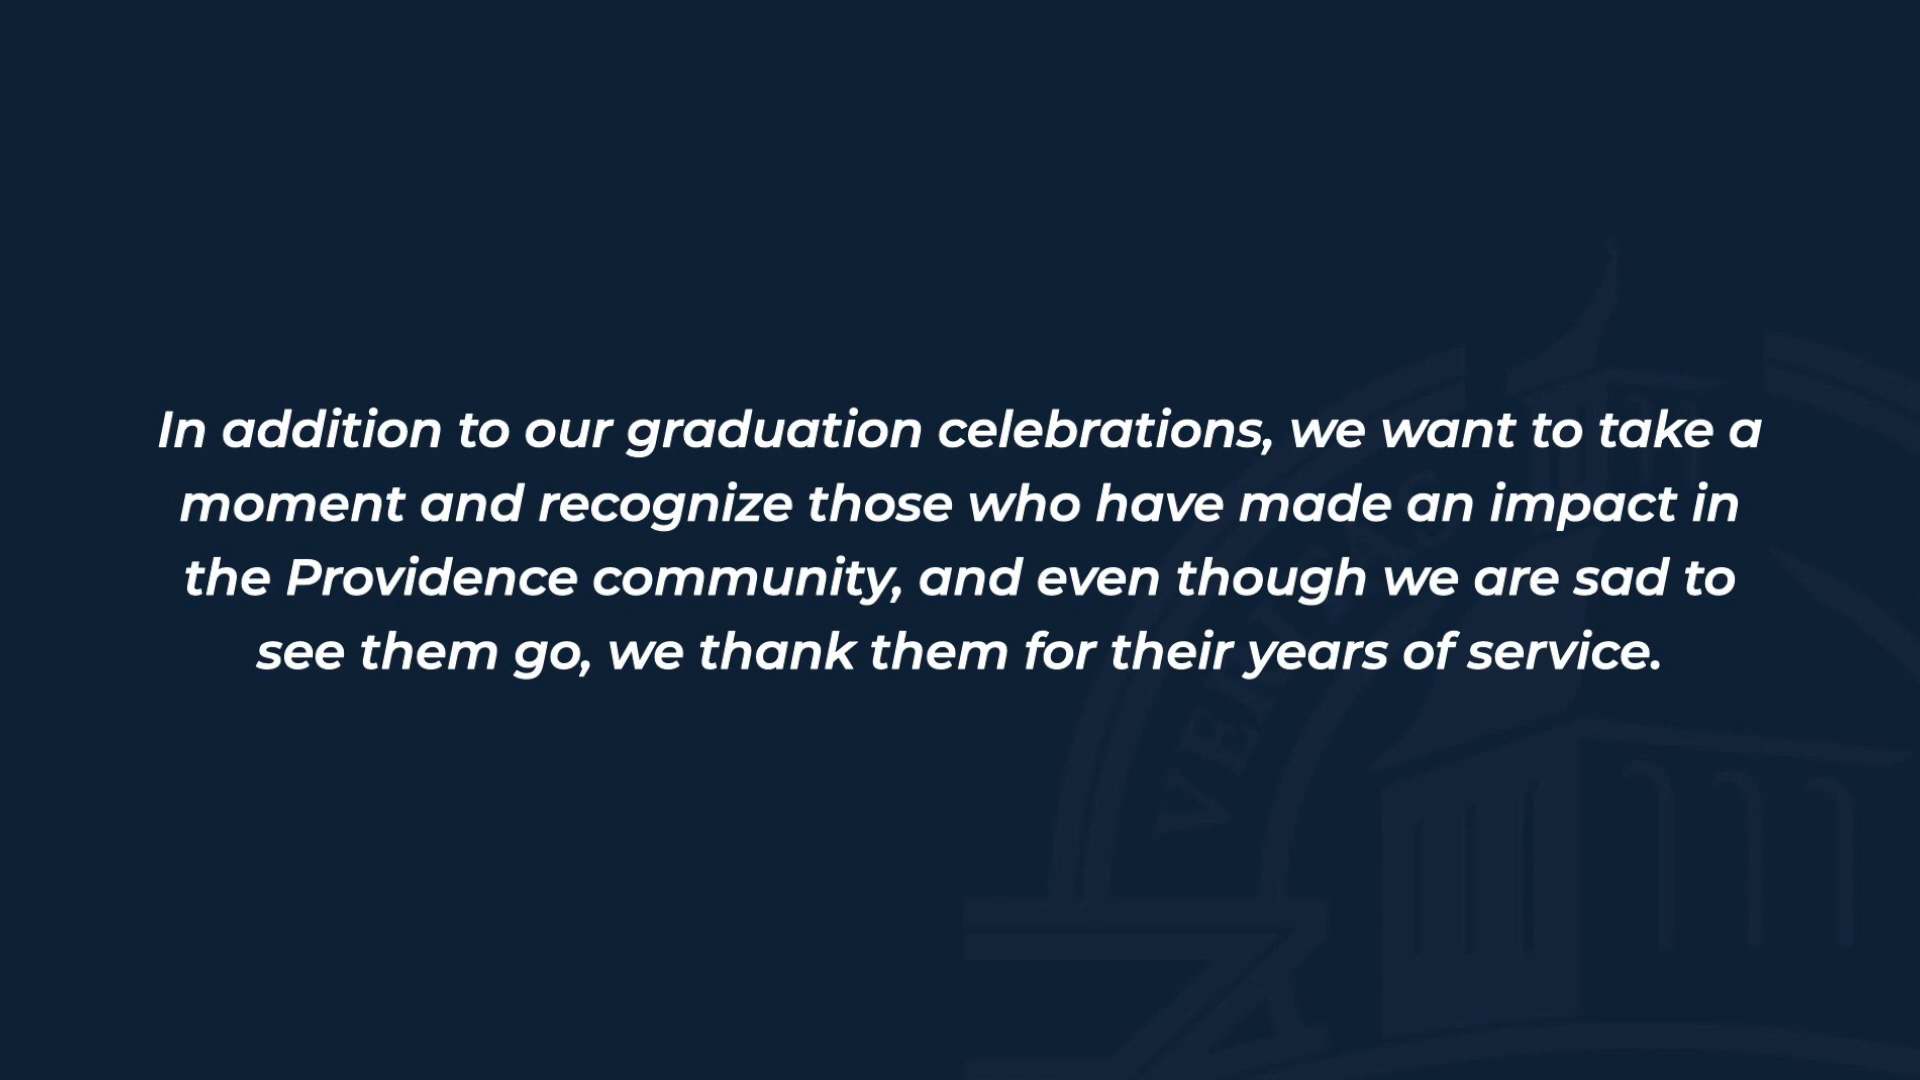 In addition to our graduation celebrations, we want to take a
moment and recognize those who have made an impact in
the Providence community, and even though we are sad to
see them go, we thank them for their years of service.
VERITAS